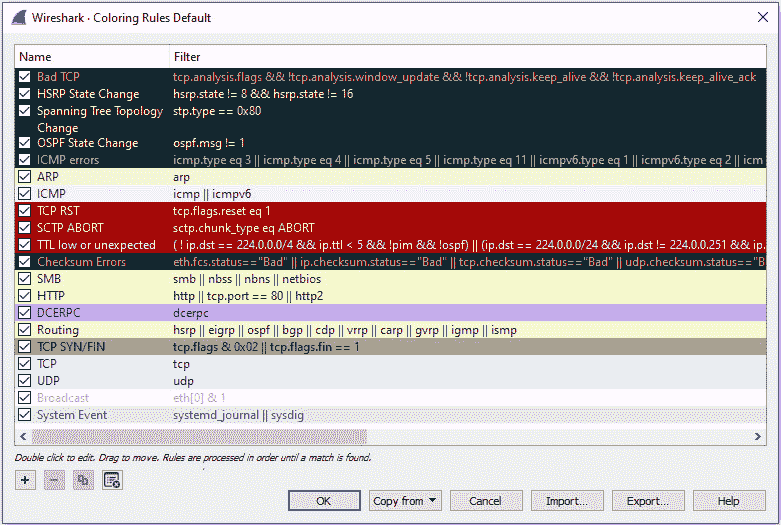 Wireshark · Coloring Rules Default
Name Filter
Bad TCP tcp.analysis.flags && !tcp.analysis.window_update && !tcp.analysis.keep_alive && !tcp.analysis.keep_alive_ack
HSRP State Change hsrp.state != 8 && hsrp.state != 16
Spanning Tree Topology Change stp.type == 0x80
OSPF State Change ospf.msg != 1
ICMP errors icmp.type eq 3 || icmp.type eq 4 || icmp.type eq 5 || icmp.type eq 11 || icmpv6.type eq 1 || icmpv6.type eq 2 || icm
ARP arp
ICMP icmp || icmpv6
TCP RST tcp.flags.reset eq 1
SCTP ABORT sctp.chunk_type eq ABORT
TTL low or unexpected ( ! ip.dst == 224.0.0.0/4 && ip.ttl < 5 && !pim && !ospf) || (ip.dst == 224.0.0.0/24 && ip.dst != 224.0.0.251 && ip.
Checksum Errors eth.fcs.status=="Bad" || ip.checksum.status=="Bad" || tcp.checksum.status=="Bad" || udp.checksum.status=="B
SMB smb || nbss || nbns || netbios
HTTP http || tcp.port == 80 || http2
DCERPC dcerpc
Routing hsrp || eigrp || ospf || bgp || cdp || vrrp || carp || gvrp || igmp || ismp
TCP SYN/FIN tcp.flags & 0x02 || tcp.flags.fin == 1
TCP tcp
UDP udp
Broadcast eth[0] & 1
System Event systemd_journal || sysdig
Double click to edit. Drag to move. Rules are processed in order until a match is found.
OK Copy from Cancel Import... Export... Help